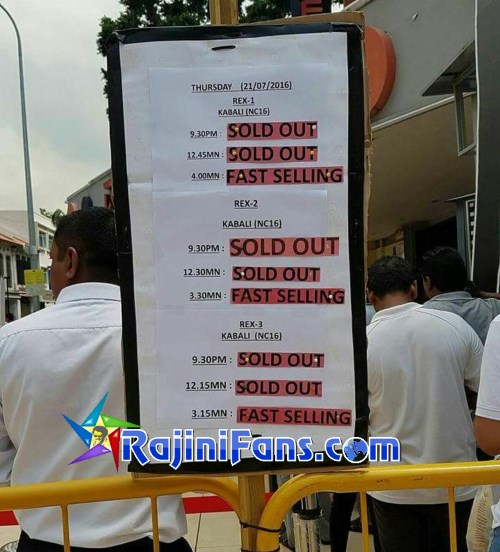 THURSDAY (21/07/2016)
REX-1
KABALI (NC16)
9.30PM : SOLD OUT
12.45MN : SOLD OUT
4.00MN : FAST SELLING
REX-2
KABALI (NC16)
9.30PM : SOLD OUT
12.30MN : SOLD OUT
3.30MN : FAST SELLING
REX-3
KABALI (NC16)
9.30PM : SOLD OUT
12.15MN : SOLD OUT
3.15MN : FAST SELLING
RajiniFans.com